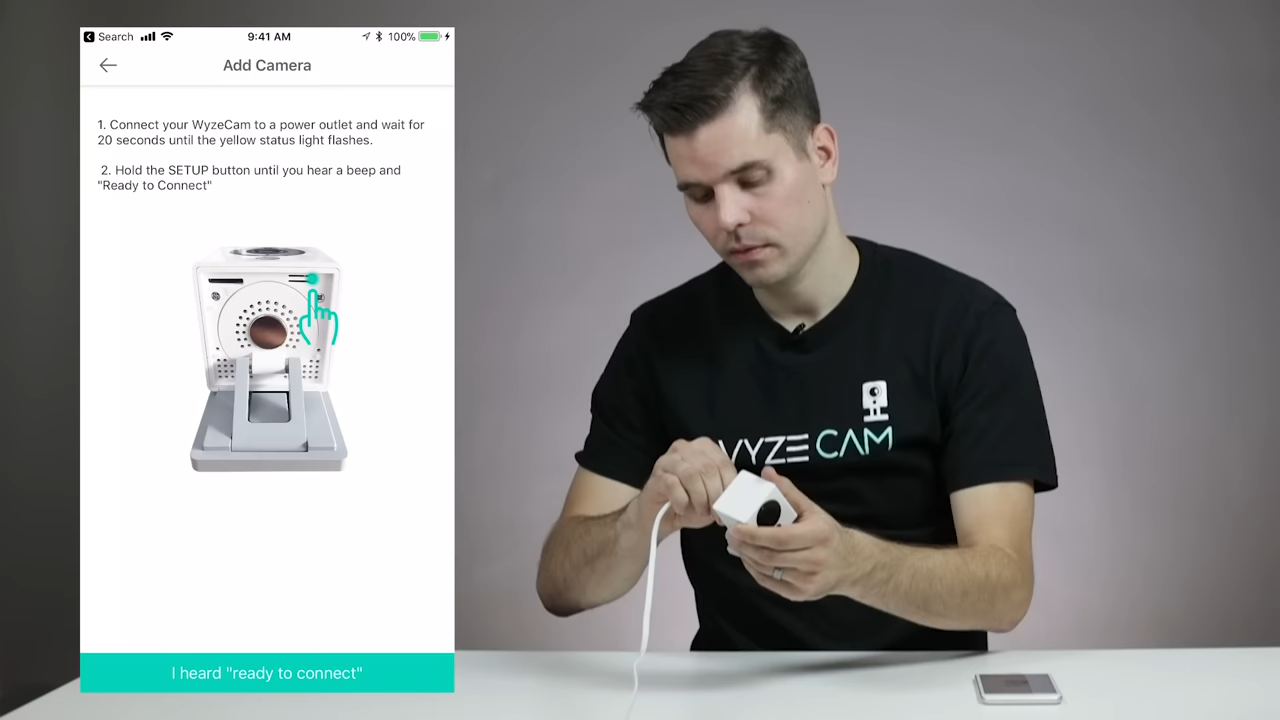 Search
9:41 AM
100%
Add Camera
1. Connect your WyzeCam to a power outlet and wait for
20 seconds until the yellow status light flashes.
2. Hold the SETUP button until you hear a beep and
"Ready to Connect"
I heard "ready to connect"
VYZE CAM